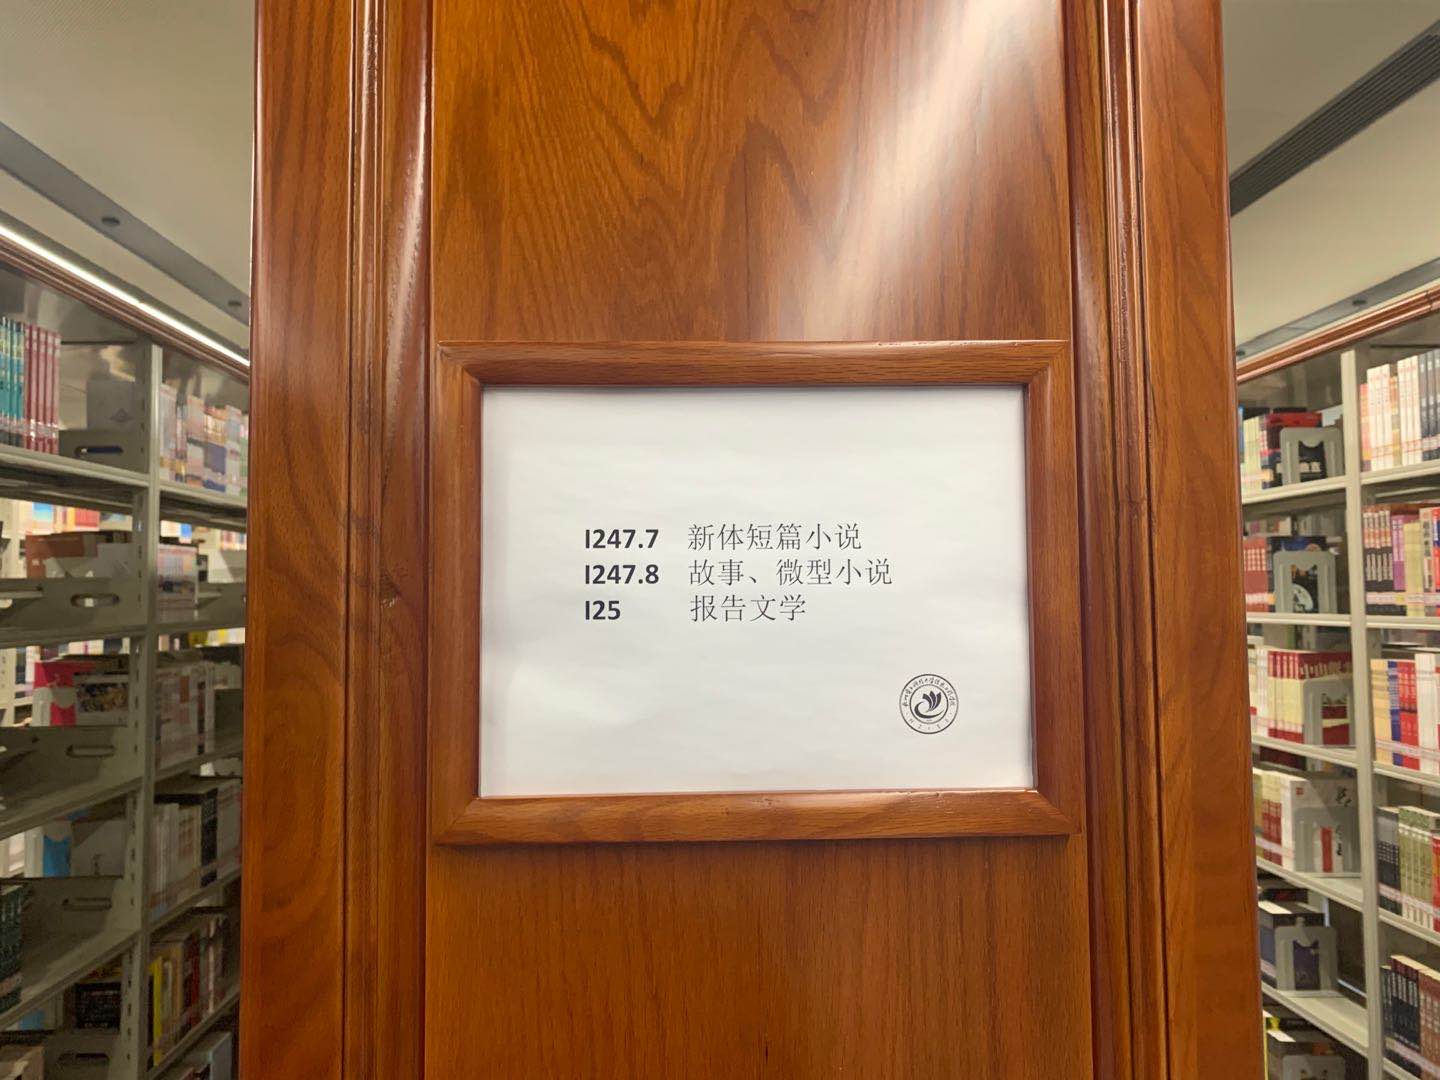 I247.7 新体短篇小说
I247.8 故事、微型小说
I25 报告文学